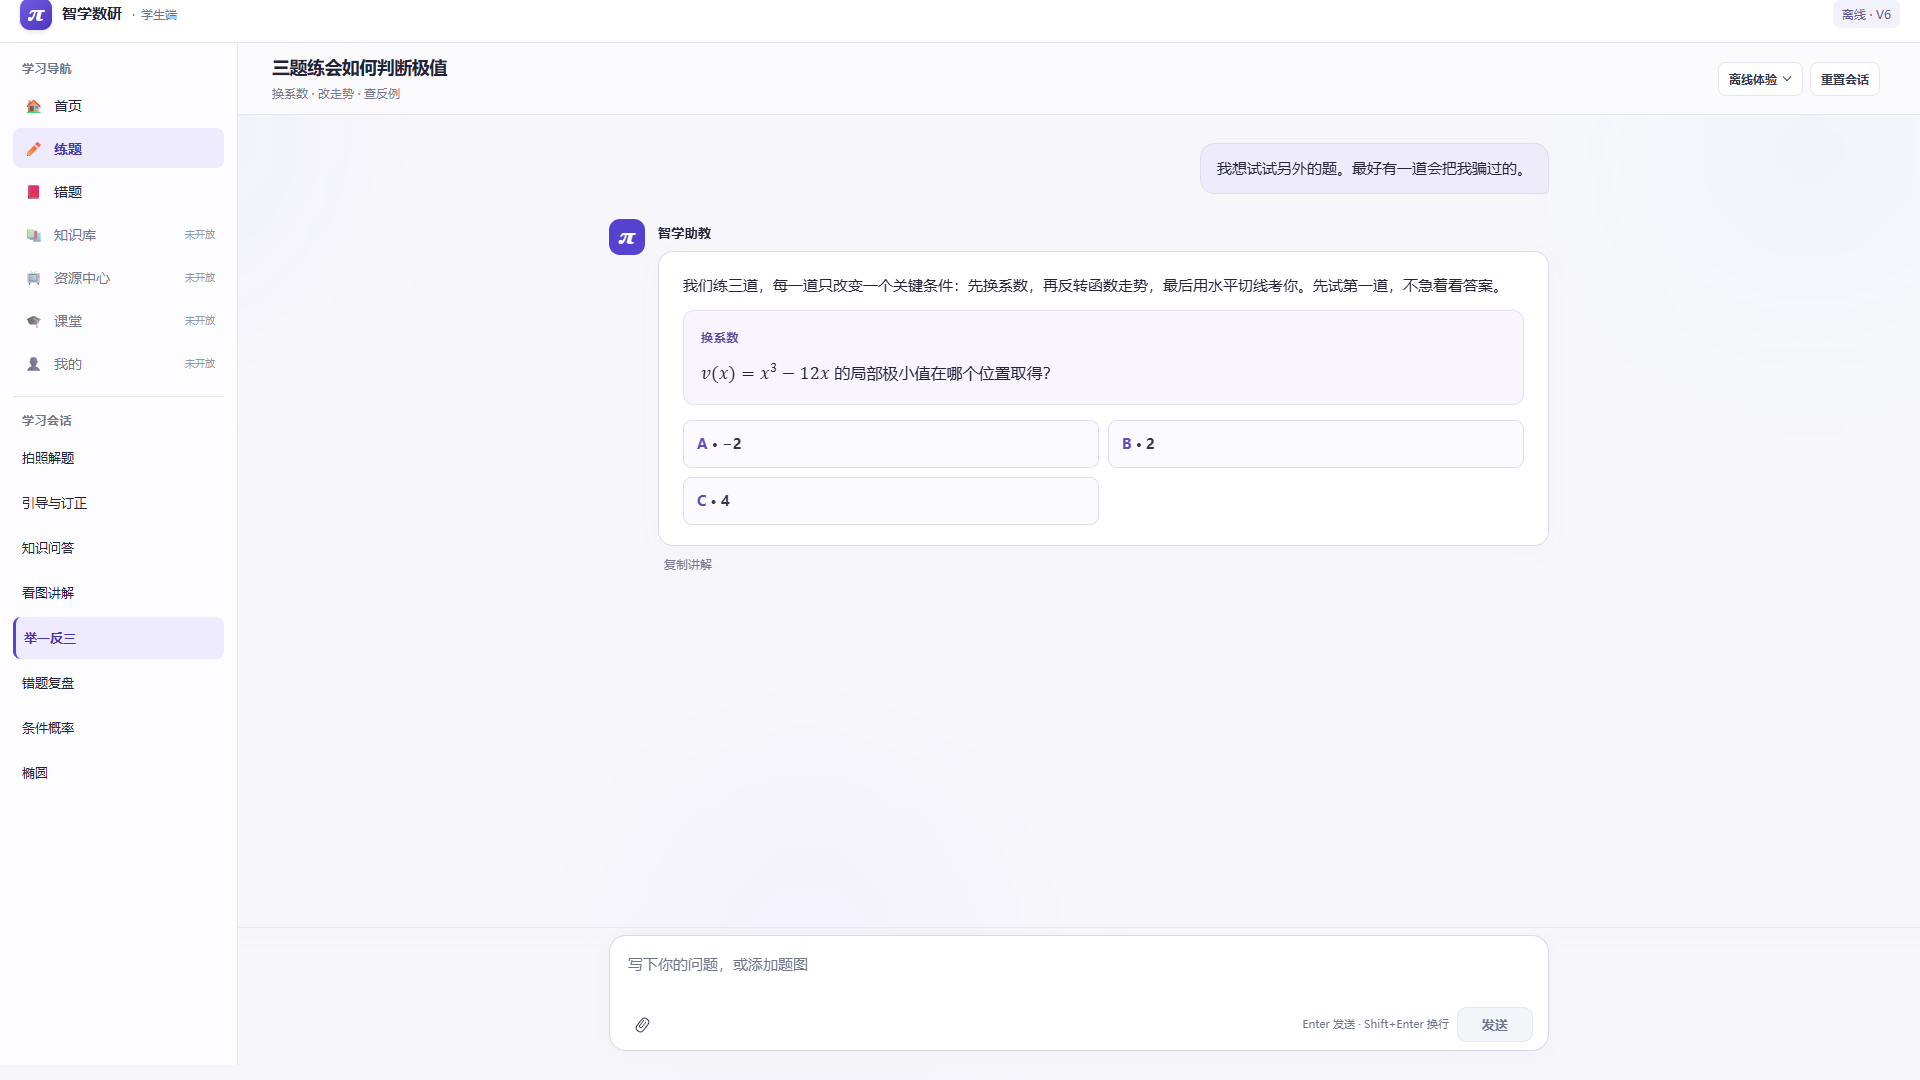 π 智学数研 · 学生端
离线 · V6
学习导航
首页
练题
错题
知识库 未开放
资源中心 未开放
课堂 未开放
我的 未开放
学习会话
拍照解题
引导与订正
知识问答
看图讲解
举一反三
错题复盘
条件概率
椭圆
三题练会如何判断极值
换系数 · 改走势 · 查反例
离线体验
重置会话
我想试试另外的题。最好有一道会把我骗过的。
π 智学助教
我们练三道，每一道只改变一个关键条件：先换系数，再反转函数走势，最后用水平切线考你。先试第一道，不急着看答案。
换系数
v(x) = x³ − 12x 的局部极小值在哪个位置取得？
A • −2
B • 2
C • 4
复制讲解
写下你的问题，或添加题图
Enter 发送 · Shift+Enter 换行
发送